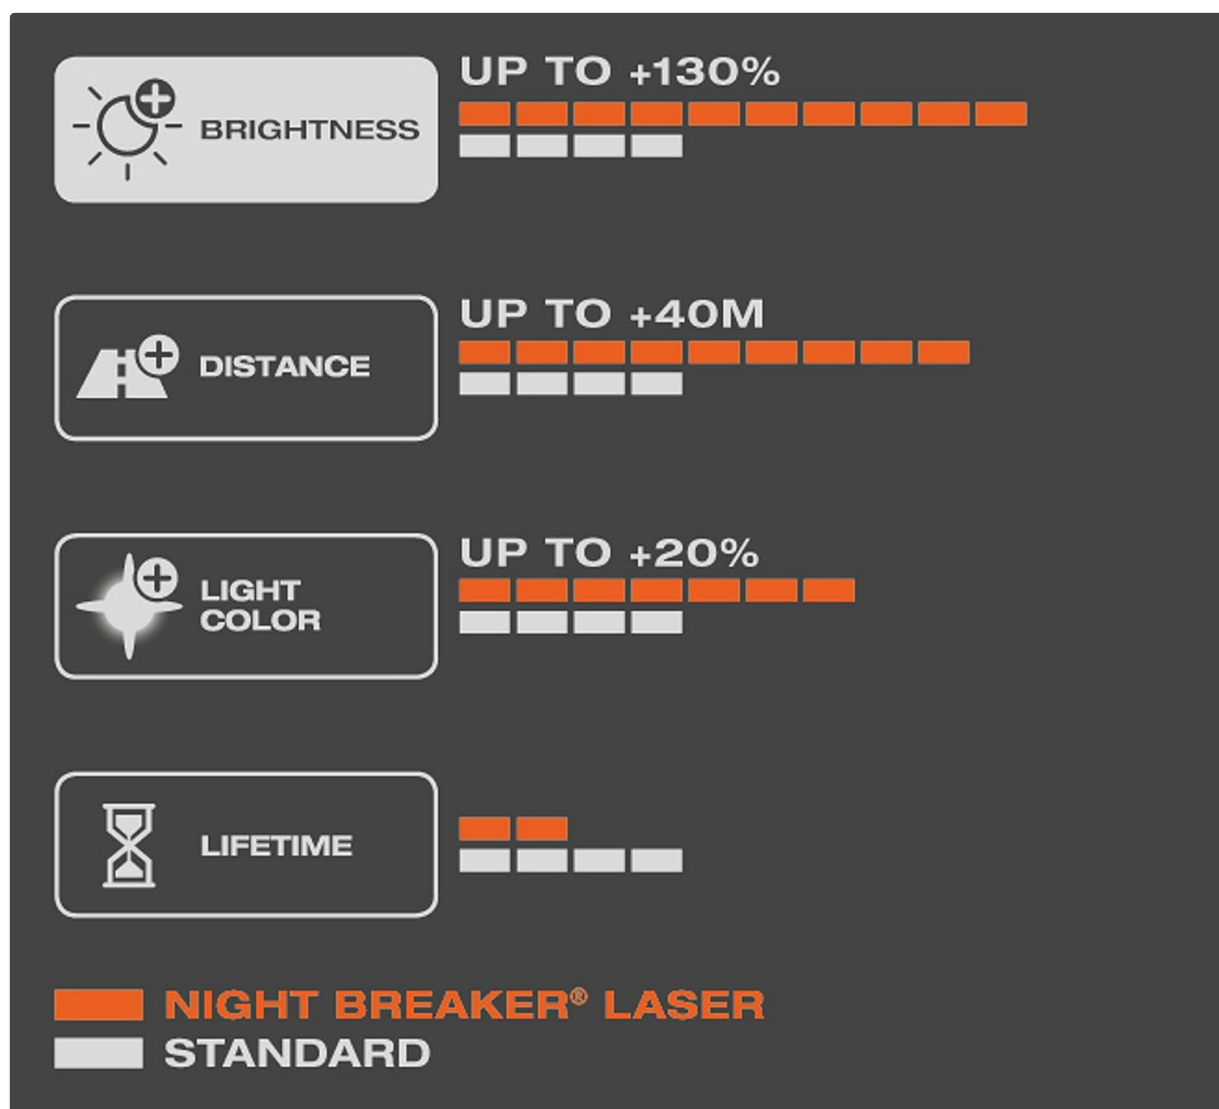 BRIGHTNESS
UP TO +130%
DISTANCE
UP TO +40M
LIGHT
COLOR
UP TO +20%
LIFETIME
NIGHT BREAKER® LASER
STANDARD